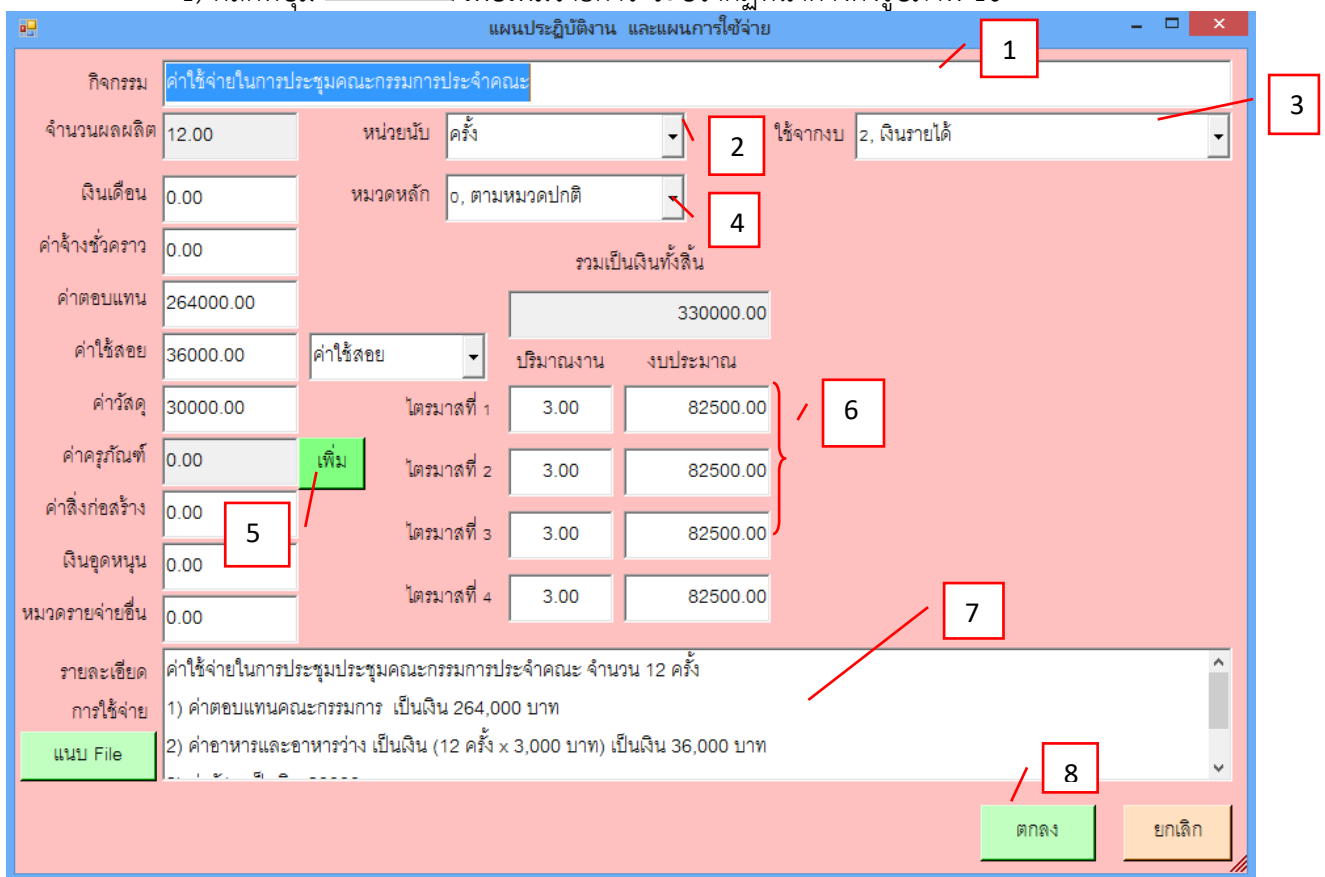 แผนปฏิบัติงาน และแผนการใช้จ่าย
1
กิจกรรม ค่าใช้จ่ายในการประชุมคณะกรรมการประจำคณะ
3
จำนวนผลผลิต 12.00 หน่วยนับ ครั้ง 2 ใช้จากงบ 2, เงินรายได้
เงินเดือน 0.00 หมวดหลัก 0, ตามหมวดปกติ 4
ค่าจ้างชั่วคราว 0.00 รวมเป็นเงินทั้งสิ้น
ค่าตอบแทน 264000.00 330000.00
ค่าใช้สอย 36000.00 ค่าใช้สอย ปริมาณงาน งบประมาณ
ค่าวัสดุ 30000.00 ไตรมาสที่ 1 3.00 82500.00 6
ค่าครุภัณฑ์ 0.00 เพิ่ม ไตรมาสที่ 2 3.00 82500.00
ค่าสิ่งก่อสร้าง 0.00 5 ไตรมาสที่ 3 3.00 82500.00
เงินอุดหนุน 0.00 ไตรมาสที่ 4 3.00 82500.00
หมวดรายจ่ายอื่น 0.00 7
รายละเอียด ค่าใช้จ่ายในการประชุมประชุมคณะกรรมการประจำคณะ จำนวน 12 ครั้ง
การใช้จ่าย 1) ค่าตอบแทนคณะกรรมการ เป็นเงิน 264,000 บาท
แนบ File 2) ค่าอาหารและอาหารว่าง เป็นเงิน (12 ครั้ง x 3,000 บาท) เป็นเงิน 36,000 บาท
8
ตกลง ยกเลิก